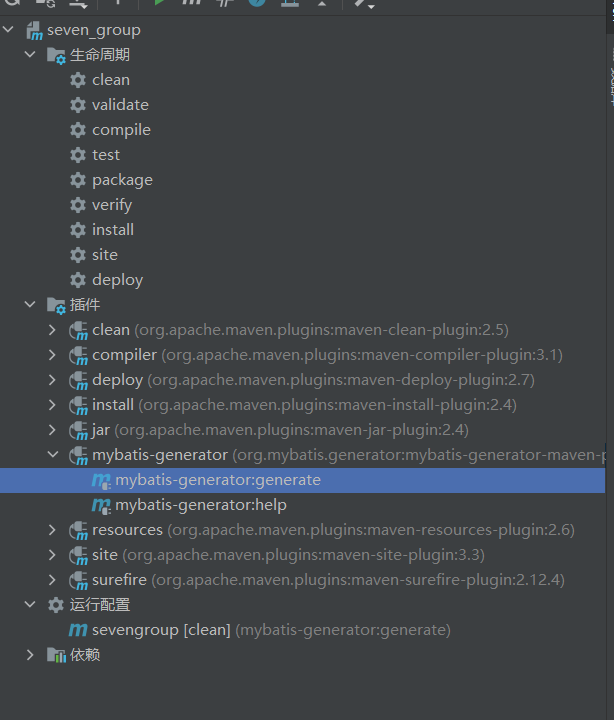 seven_group
生命周期
clean
validate
compile
test
package
verify
install
site
deploy
插件
clean (org.apache.maven.plugins:maven-clean-plugin:2.5)
compiler (org.apache.maven.plugins:maven-compiler-plugin:3.1)
deploy (org.apache.maven.plugins:maven-deploy-plugin:2.7)
install (org.apache.maven.plugins:maven-install-plugin:2.4)
jar (org.apache.maven.plugins:maven-jar-plugin:2.4)
mybatis-generator (org.mybatis.generator:mybatis-generator-maven-p
mybatis-generator:generate
mybatis-generator:help
resources (org.apache.maven.plugins:maven-resources-plugin:2.6)
site (org.apache.maven.plugins:maven-site-plugin:3.3)
surefire (org.apache.maven.plugins:maven-surefire-plugin:2.12.4)
运行配置
sevengroup [clean] (mybatis-generator:generate)
依赖